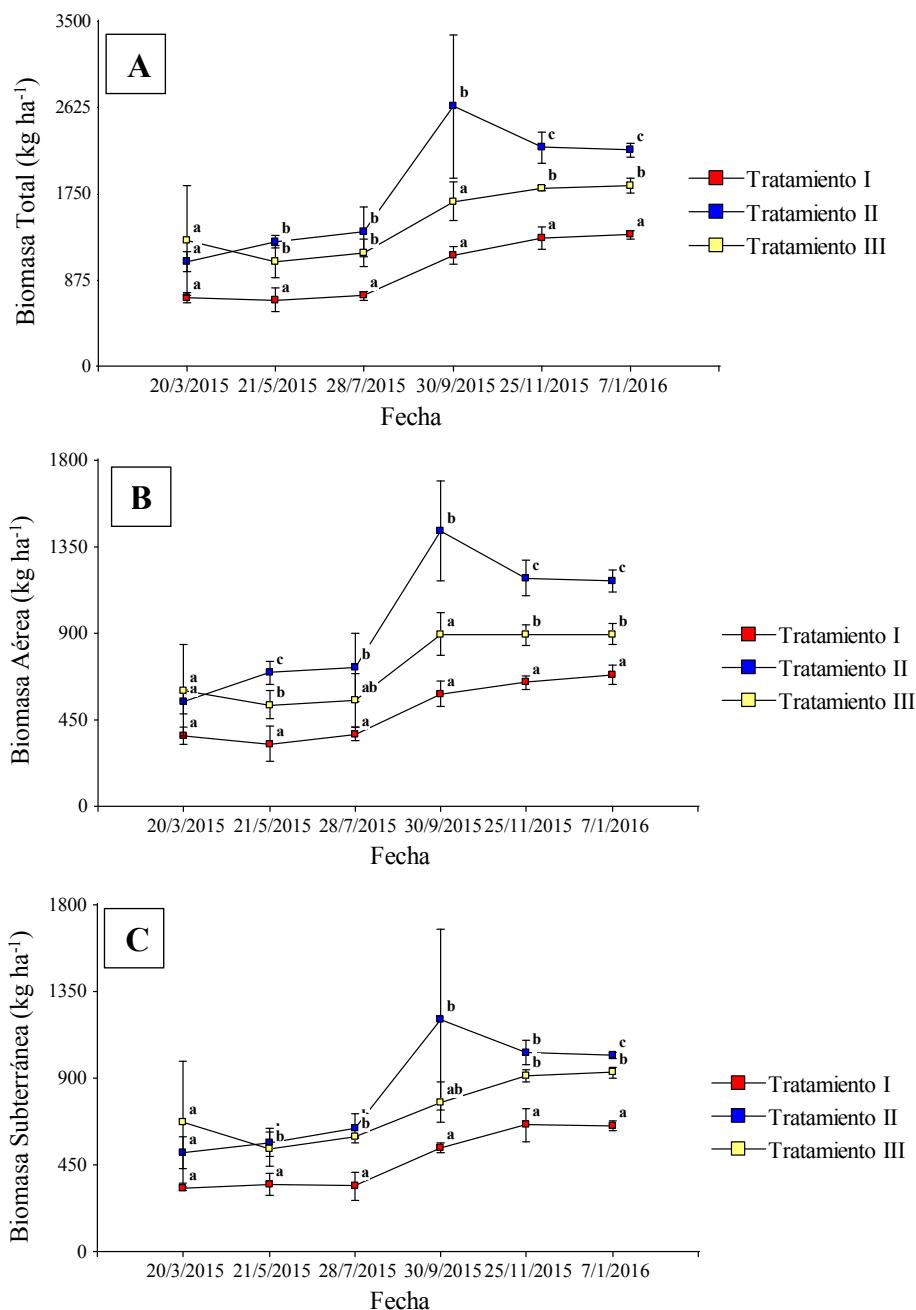 A
Biomasa Total (kg ha-1)
3500
2625
1750
875
0
a b b b c c
a b b a b b
a a a a a a
20/3/2015 21/5/2015 28/7/2015 30/9/2015 25/11/2015 7/1/2016
Fecha
Tratamiento I
Tratamiento II
Tratamiento III
B
Biomasa Aérea (kg ha-1)
1800
1350
900
450
0
a c b b c c
a b ab a b b
a a a a a a
20/3/2015 21/5/2015 28/7/2015 30/9/2015 25/11/2015 7/1/2016
Fecha
Tratamiento I
Tratamiento II
Tratamiento III
C
Biomasa Subterránea (kg ha-1)
1800
1350
900
450
0
a b b c
a b b ab b b
a a a a a a
20/3/2015 21/5/2015 28/7/2015 30/9/2015 25/11/2015 7/1/2016
Fecha
Tratamiento I
Tratamiento II
Tratamiento III